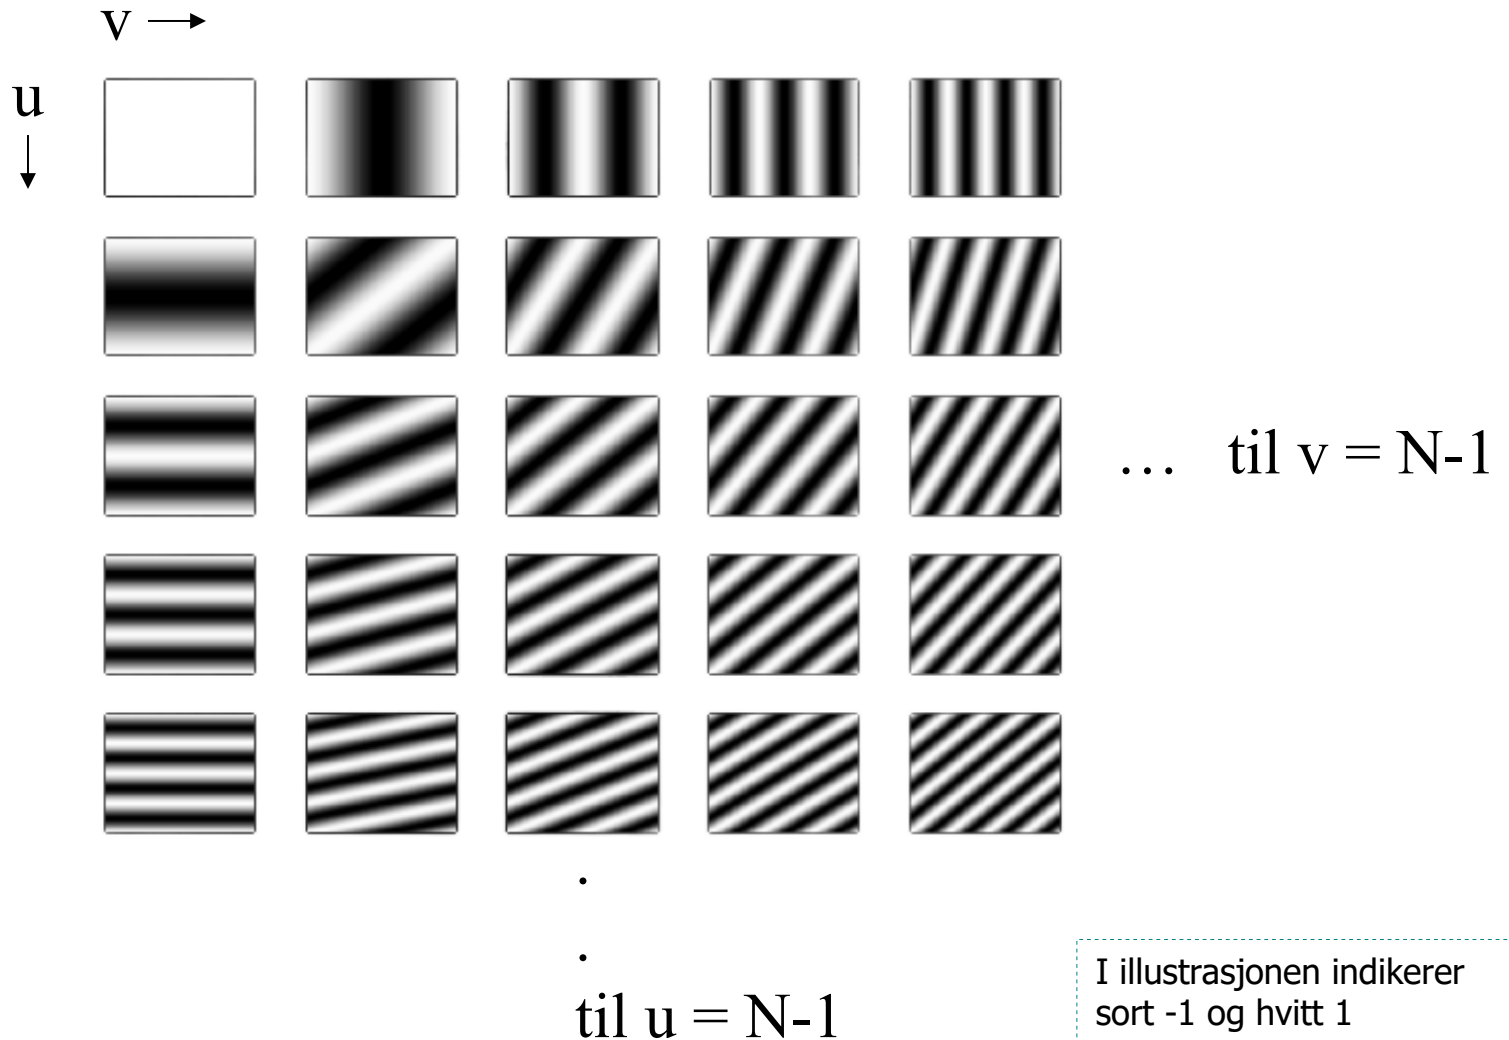 v →
u
↓
… til v = N-1
.
.
til u = N-1
I illustrasjonen indikerer
sort -1 og hvitt 1